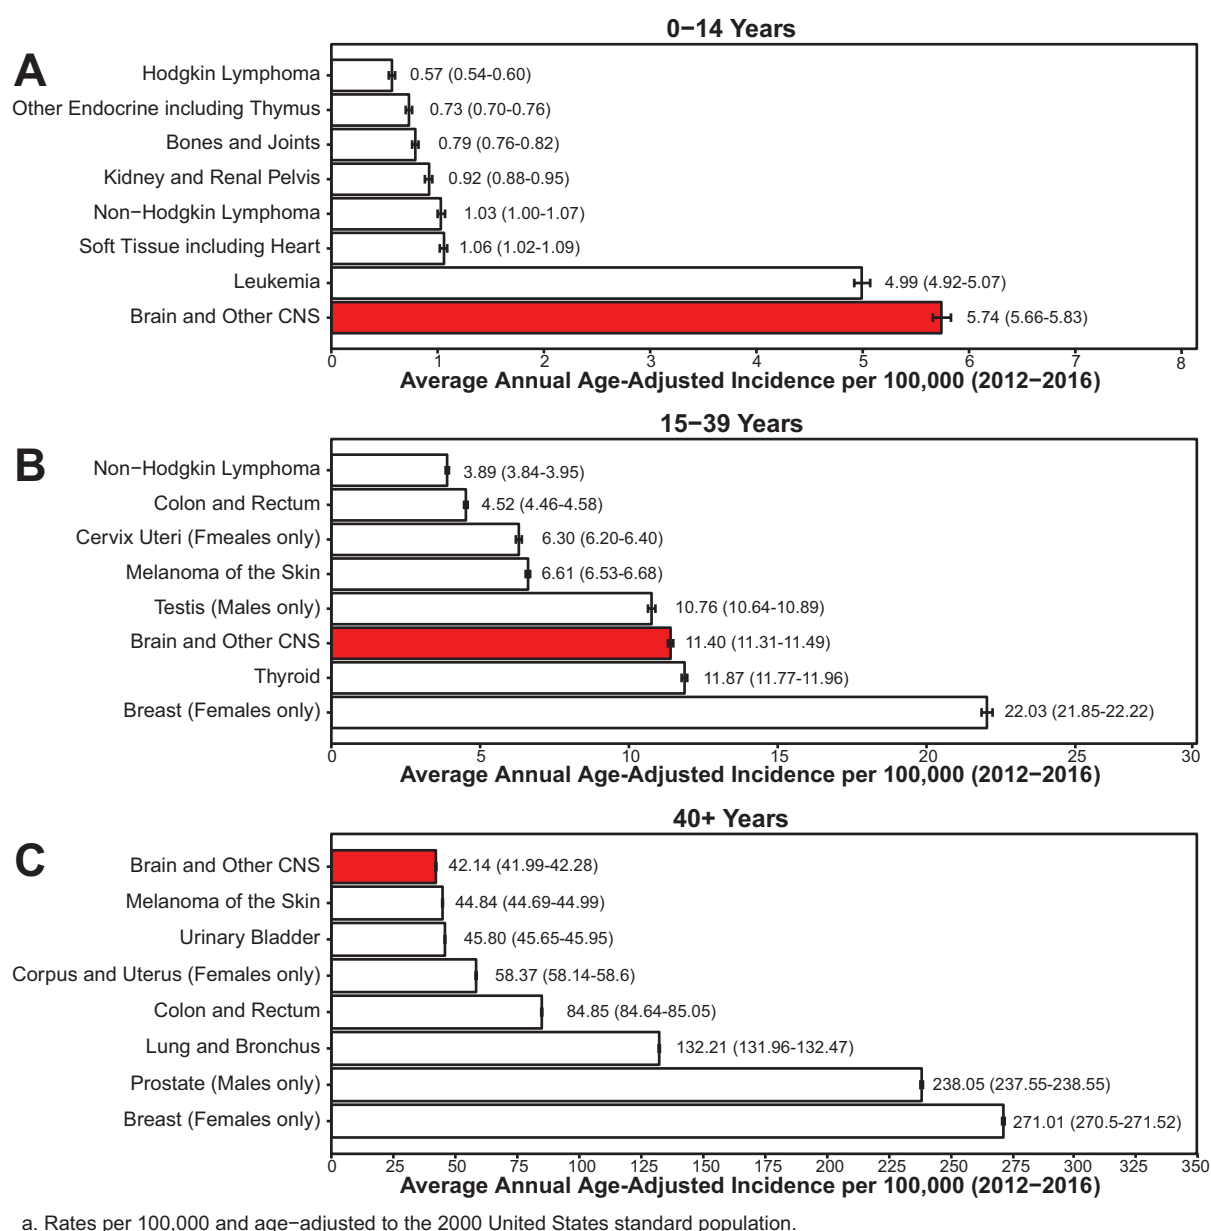 0−14 Years
A
Hodgkin Lymphoma 0.57 (0.54-0.60)
Other Endocrine including Thymus 0.73 (0.70-0.76)
Bones and Joints 0.79 (0.76-0.82)
Kidney and Renal Pelvis 0.92 (0.88-0.95)
Non−Hodgkin Lymphoma 1.03 (1.00-1.07)
Soft Tissue including Heart 1.06 (1.02-1.09)
Leukemia 4.99 (4.92-5.07)
Brain and Other CNS 5.74 (5.66-5.83)
0 1 2 3 4 5 6 7 8
Average Annual Age-Adjusted Incidence per 100,000 (2012−2016)
15−39 Years
B
Non−Hodgkin Lymphoma 3.89 (3.84-3.95)
Colon and Rectum 4.52 (4.46-4.58)
Cervix Uteri (Fmeales only) 6.30 (6.20-6.40)
Melanoma of the Skin 6.61 (6.53-6.68)
Testis (Males only) 10.76 (10.64-10.89)
Brain and Other CNS 11.40 (11.31-11.49)
Thyroid 11.87 (11.77-11.96)
Breast (Females only) 22.03 (21.85-22.22)
0 5 10 15 20 25 30
Average Annual Age-Adjusted Incidence per 100,000 (2012−2016)
40+ Years
C
Brain and Other CNS 42.14 (41.99-42.28)
Melanoma of the Skin 44.84 (44.69-44.99)
Urinary Bladder 45.80 (45.65-45.95)
Corpus and Uterus (Females only) 58.37 (58.14-58.6)
Colon and Rectum 84.85 (84.64-85.05)
Lung and Bronchus 132.21 (131.96-132.47)
Prostate (Males only) 238.05 (237.55-238.55)
Breast (Females only) 271.01 (270.5-271.52)
0 25 50 75 100 125 150 175 200 225 250 275 300 325 350
Average Annual Age-Adjusted Incidence per 100,000 (2012−2016)
a. Rates per 100,000 and age−adjusted to the 2000 United States standard population.